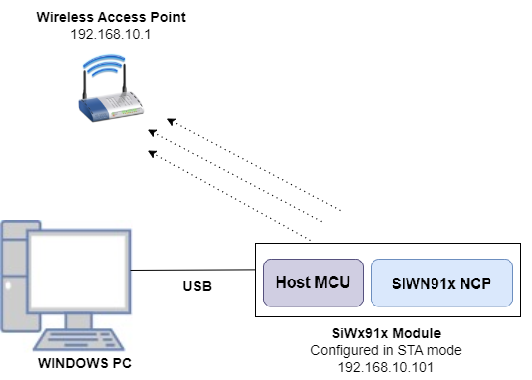 Wireless Access Point
192.168.10.1
USB
Host MCU
SIWN91x NCP
WINDOWS PC
SiWx91x Module
Configured in STA mode
192.168.10.101